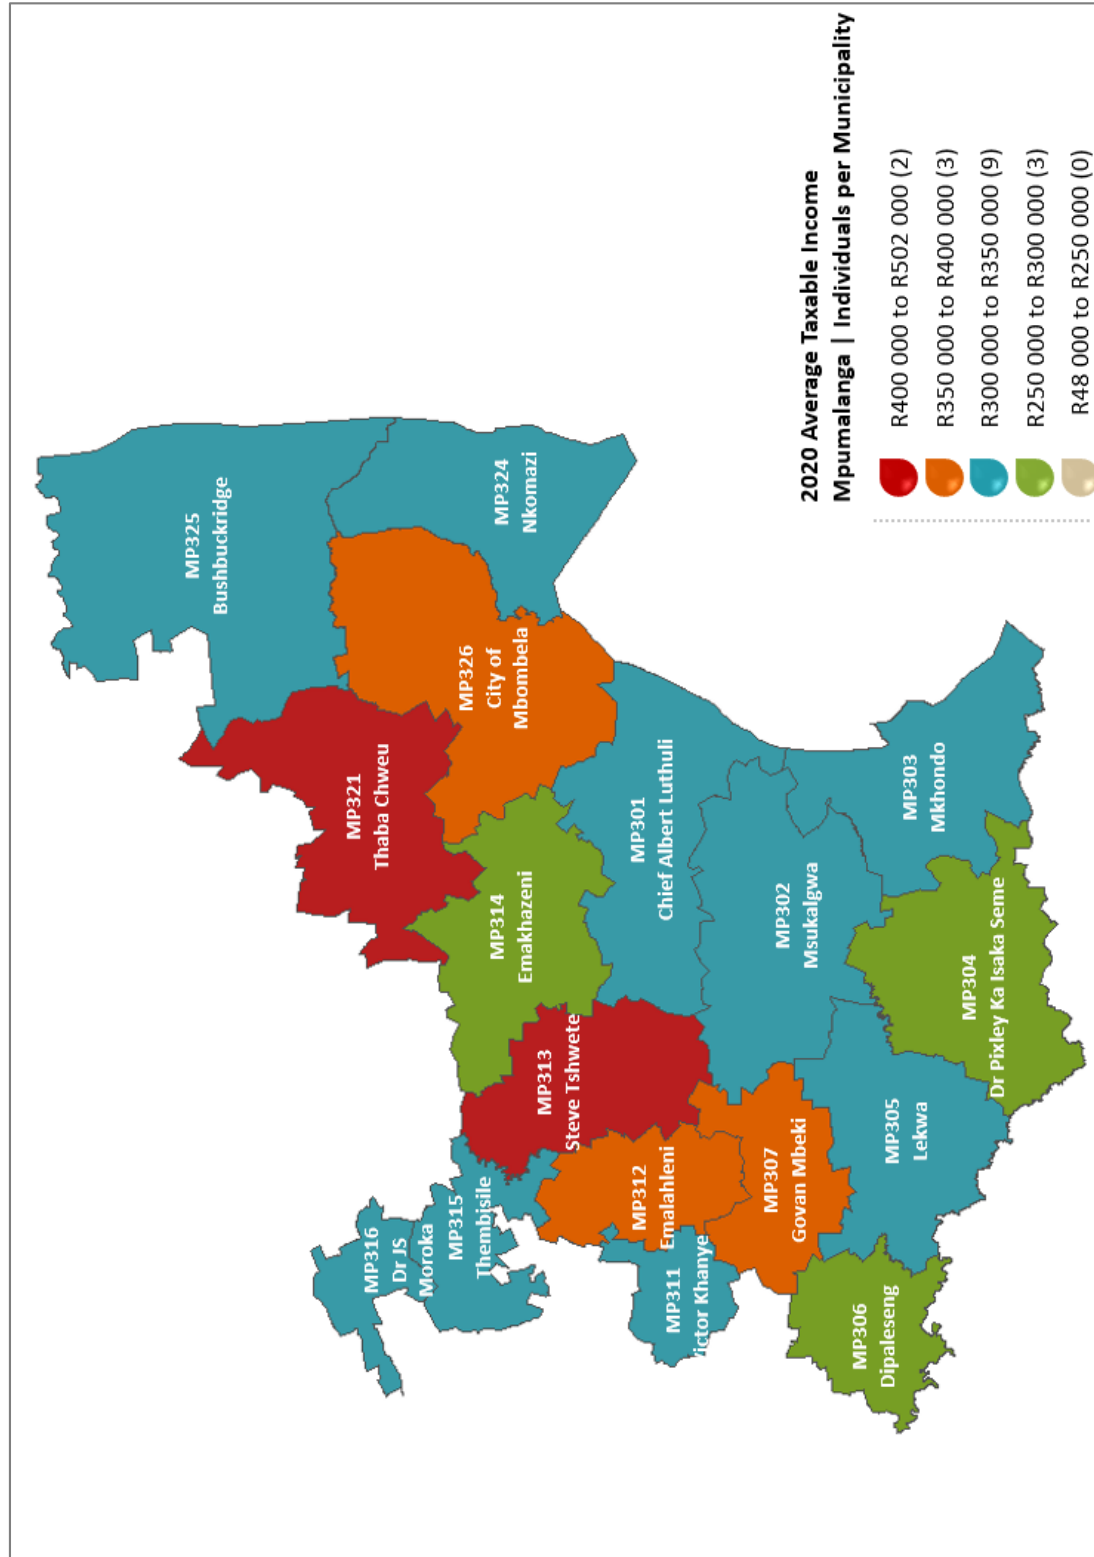 MP325
Bushbuckridge
MP324
Nkomazi
MP326
City of
Mbombela
MP321
Thaba Chweu
MP314
Emakhazeni
MP301
Chief Albert Luthuli
MP302
Msukalgwa
MP303
Mkhondo
MP304
Dr Pixley Ka Isaka Seme
MP313
Steve Tshwete
MP316
Dr JS
Moroka
MP315
Thembisile
MP312
Emalahleni
MP311
ictor Khanye
MP307
Govan Mbeki
MP305
Lekwa
MP306
Dipaleseng
2020 Average Taxable Income
Mpumalanga | Individuals per Municipality
R400 000 to R502 000 (2)
R350 000 to R400 000 (3)
R300 000 to R350 000 (9)
R250 000 to R300 000 (3)
R48 000 to R250 000 (0)